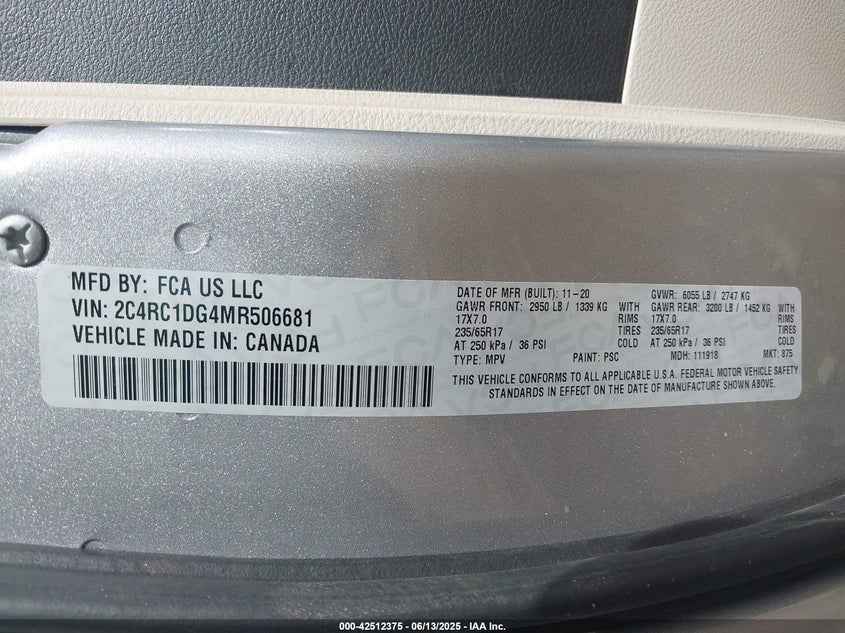 MFD BY: FCA US LLC
VIN: 2C4RC1DG4MR506681
VEHICLE MADE IN: CANADA
DATE OF MFR (BUILT): 11-20 GVWR: 6055 LB / 2747 KG
GAWR FRONT: 2950 LB / 1339 KG WITH GAWR REAR: 3200 LB / 1452 KG WITH
17X7.0 RIMS 17X7.0 RIMS
235/65R17 TIRES 235/65R17 TIRES
AT 250 kPa / 36 PSI COLD AT 250 kPa / 36 PSI COLD
TYPE: MPV PAINT: PSC MDH: 111918 MKT: 875
THIS VEHICLE CONFORMS TO ALL APPLICABLE U.S.A. FEDERAL MOTOR VEHICLE SAFETY
STANDARDS IN EFFECT ON THE DATE OF MANUFACTURE SHOWN ABOVE.
000-42512375 - 06/13/2025 - IAA Inc.